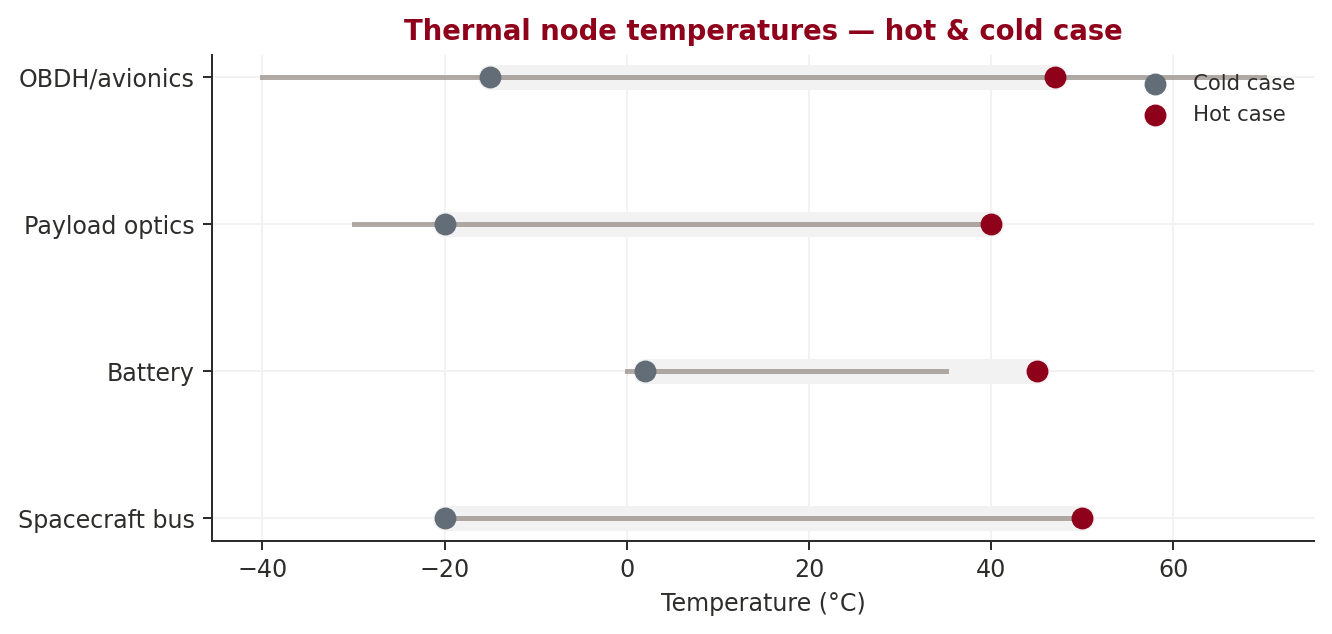 Thermal node temperatures — hot & cold case
OBDH/avionics
Cold case
Hot case
Payload optics
Battery
Spacecraft bus
−40
−20
0
20
40
60
Temperature (°C)